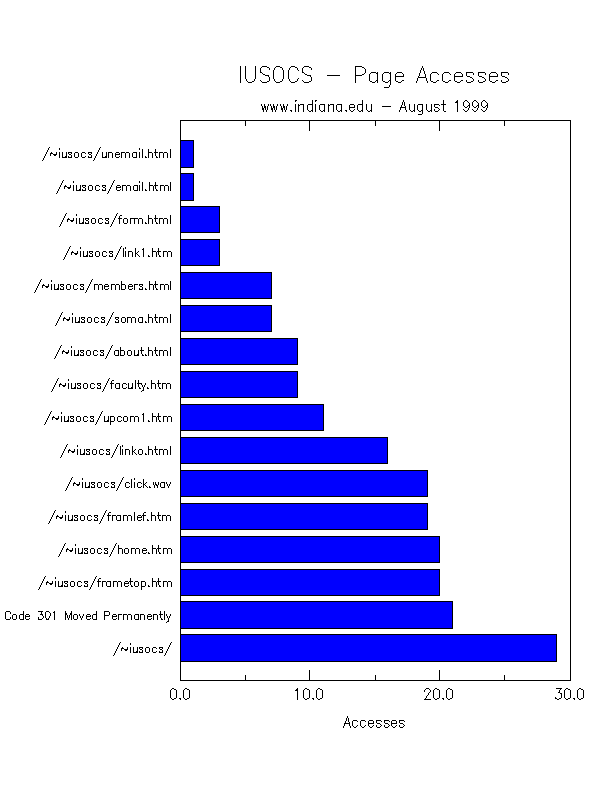 IUSOCS – Page Accesses
www.indiana.edu – August 1999
/~iusocs/unemail.html
/~iusocs/email.html
/~iusocs/form.html
/~iusocs/link1.htm
/~iusocs/members.html
/~iusocs/soma.html
/~iusocs/about.html
/~iusocs/faculty.htm
/~iusocs/upcom1.htm
/~iusocs/linko.html
/~iusocs/click.wav
/~iusocs/framlef.htm
/~iusocs/home.htm
/~iusocs/frametop.htm
Code 301 Moved Permanently
/~iusocs/
0.0 10.0 20.0 30.0
Accesses